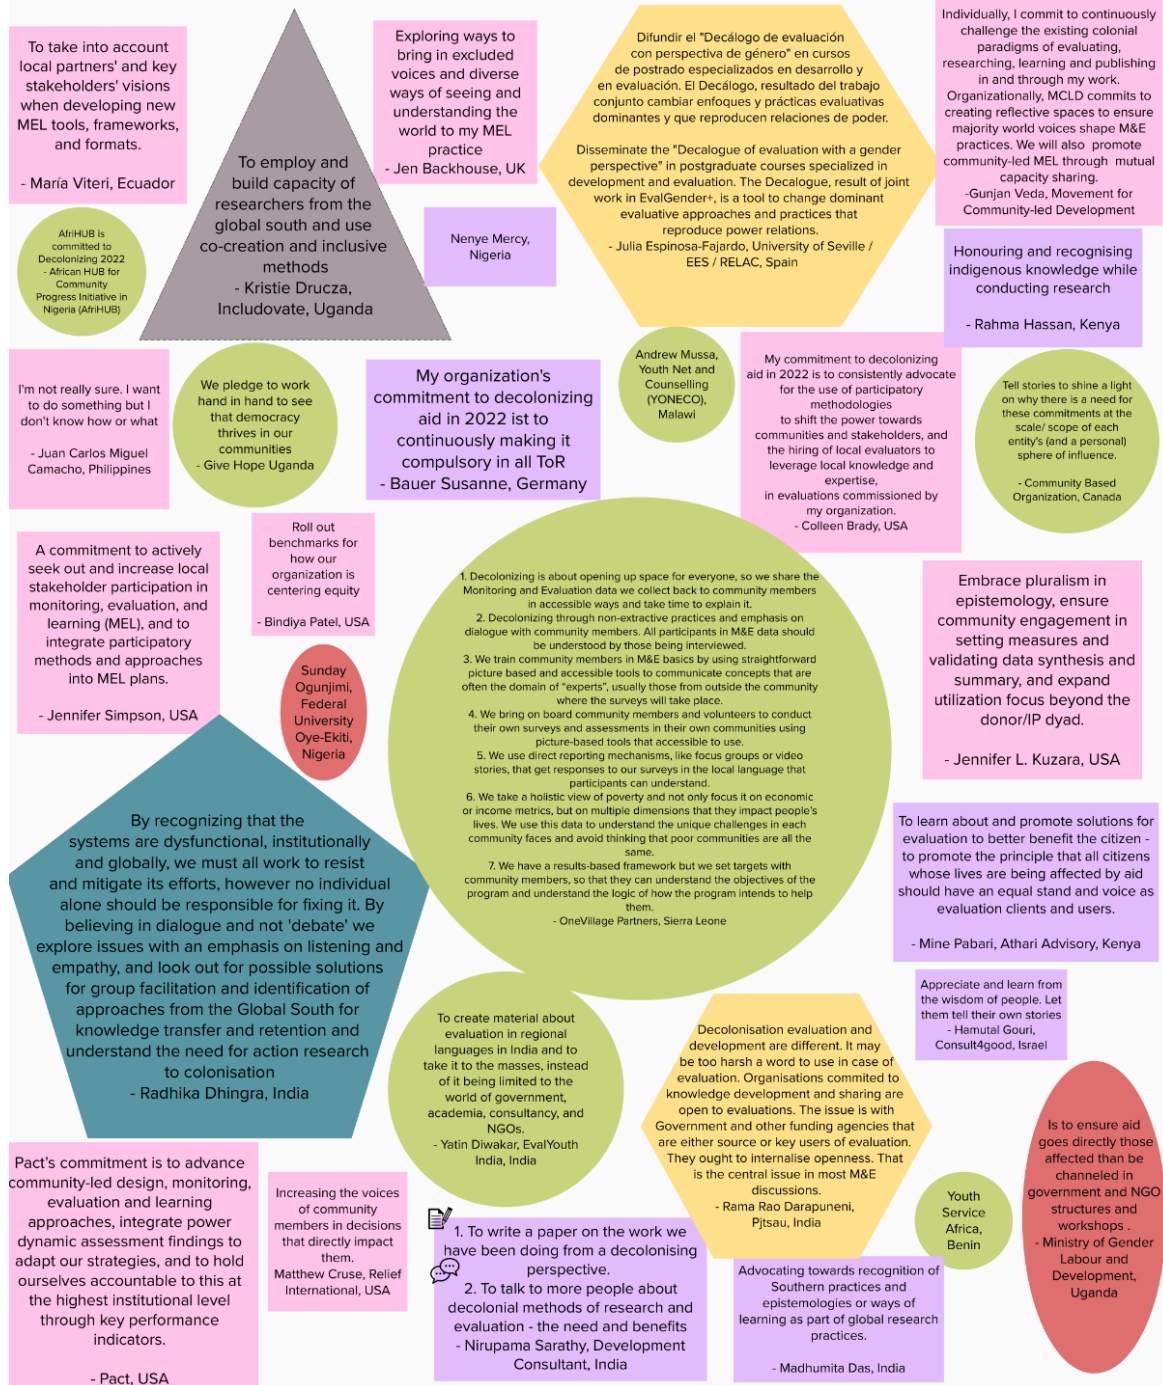 To take into account
local partners' and key
stakeholders' visions
when developing new
MEL tools, frameworks,
and formats.
- María Viteri, Ecuador
To employ and
build capacity of
researchers from the
global south and use
co-creation and inclusive
methods
- Kristie Drucza,
Includovate, Uganda
Exploring ways to
bring in excluded
voices and diverse
ways of seeing and
understanding the
world to my MEL
practice
- Jen Backhouse, UK
Difundir el "Decálogo de evaluación
con perspectiva de género" en cursos
de postrado especializados en desarrollo y
en evaluación. El Decálogo, resultado del trabajo
conjunto cambiar enfoques y prácticas evaluativas
dominantes y que reproducen relaciones de poder.
Disseminate the "Decalogue of evaluation with a gender
perspective" in postgraduate courses specialized in
development and evaluation. The Decalogue, result of joint
work in EvalGender+, is a tool to change dominant
evaluative approaches and practices that
reproduce power relations.
- Julia Espinosa-Fajardo, University of Seville /
EES / RELAC, Spain
Individually, I commit to continuously
challenge the existing colonial
paradigms of evaluating,
researching, learning and publishing
in and through my work.
Organizationally, MCLD commits to
creating reflective spaces to ensure
majority world voices shape M&E
practices. We will also promote
community-led MEL through mutual
capacity sharing.
-Gunjan Veda, Movement for
Community-led Development
AfriHUB is
committed to
Decolonizing 2022
- African HUB for
Community
Progress Initiative in
Nigeria (AfriHUB)
Nenye Mercy,
Nigeria
Honouring and recognising
indigenous knowledge while
conducting research
- Rahma Hassan, Kenya
I'm not really sure. I want
to do something but I
don't know how or what
- Juan Carlos Miguel
Camacho, Philippines
We pledge to work
hand in hand to see
that democracy
thrives in our
communities
- Give Hope Uganda
My organization's
commitment to decolonizing
aid in 2022 ist to
continuously making it
compulsory in all ToR
- Bauer Susanne, Germany
Andrew Mussa,
Youth Net and
Counselling
(YONECO),
Malawi
My commitment to decolonizing
aid in 2022 is to consistently advocate
for the use of participatory
methodologies
to shift the power towards
communities and stakeholders, and
the hiring of local evaluators to
leverage local knowledge and
expertise,
in evaluations commissioned by
my organization.
- Colleen Brady, USA
Tell stories to shine a light
on why there is a need for
these commitments at the
scale/ scope of each
entity's (and a personal)
sphere of influence.
- Community Based
Organization, Canada
A commitment to actively
seek out and increase local
stakeholder participation in
monitoring, evaluation, and
learning (MEL), and to
integrate participatory
methods and approaches
into MEL plans.
- Jennifer Simpson, USA
Roll out
benchmarks for
how our
organization is
centering equity
- Bindiya Patel, USA
Sunday
Ogunjimi,
Federal
University
Oye-Ekiti,
Nigeria
1. Decolonizing is about opening up space for everyone, so we share the
Monitoring and Evaluation data we collect back to community members
in accessible ways and take time to explain it.
2. Decolonizing through non-extractive practices and emphasis on
dialogue with community members. All participants in M&E data should
be understood by those being interviewed.
3. We train community members in M&E basics by using straightforward
picture based and accessible tools to communicate concepts that are
often the domain of “experts”, usually those from outside the community
where the surveys will take place.
4. We bring on board community members and volunteers to conduct
their own surveys and assessments in their own communities using
picture-based tools that accessible to use.
5. We use direct reporting mechanisms, like focus groups or video
stories, that get responses to our surveys in the local language that
participants can understand.
6. We take a holistic view of poverty and not only focus it on economic
or income metrics, but on multiple dimensions that they impact people’s
lives. We use this data to understand the unique challenges in each
community faces and avoid thinking that poor communities are all the
same.
7. We have a results-based framework but we set targets with
community members, so that they can understand the objectives of the
program and understand the logic of how the program intends to help
them.
- OneVillage Partners, Sierra Leone
Embrace pluralism in
epistemology, ensure
community engagement in
setting measures and
validating data synthesis and
summary, and expand
utilization focus beyond the
donor/IP dyad.
- Jennifer L. Kuzara, USA
By recognizing that the
systems are dysfunctional, institutionally
and globally, we must all work to resist
and mitigate its efforts, however no individual
alone should be responsible for fixing it. By
believing in dialogue and not 'debate' we
explore issues with an emphasis on listening and
empathy, and look out for possible solutions
for group facilitation and identification of
approaches from the Global South for
knowledge transfer and retention and
understand the need for action research
to colonisation
- Radhika Dhingra, India
To learn about and promote solutions for
evaluation to better benefit the citizen -
to promote the principle that all citizens
whose lives are being affected by aid
should have an equal stand and voice as
evaluation clients and users.
- Mine Pabari, Athari Advisory, Kenya
To create material about
evaluation in regional
languages in India and to
take it to the masses, instead
of it being limited to the
world of government,
academia, consultancy, and
NGOs.
- Yatin Diwakar, EvalYouth
India, India
Decolonisation evaluation and
development are different. It may
be too harsh a word to use in case of
evaluation. Organisations commited to
knowledge development and sharing are
open to evaluations. The issue is with
Government and other funding agencies that
are either source or key users of evaluation.
They ought to internalise openness. That
is the central issue in most M&E
discussions.
- Rama Rao Darapuneni,
Pjtsau, India
Appreciate and learn from
the wisdom of people. Let
them tell their own stories
- Hamutal Gouri,
Consult4good, Israel
Is to ensure aid
goes directly those
affected than be
channeled in
government and NGO
structures and
workshops .
- Ministry of Gender
Labour and
Development,
Uganda
Pact’s commitment is to advance
community-led design, monitoring,
evaluation and learning
approaches, integrate power
dynamic assessment findings to
adapt our strategies, and to hold
ourselves accountable to this at
the highest institutional level
through key performance
indicators.
- Pact, USA
Increasing the voices
of community
members in decisions
that directly impact
them.
Matthew Cruse, Relief
International, USA
1. To write a paper on the work we
have been doing from a decolonising
perspective.
2. To talk to more people about
decolonial methods of research and
evaluation - the need and benefits
- Nirupama Sarathy, Development
Consultant, India
Youth
Service
Africa,
Benin
Advocating towards recognition of
Southern practices and
epistemologies or ways of
learning as part of global research
practices.
- Madhumita Das, India